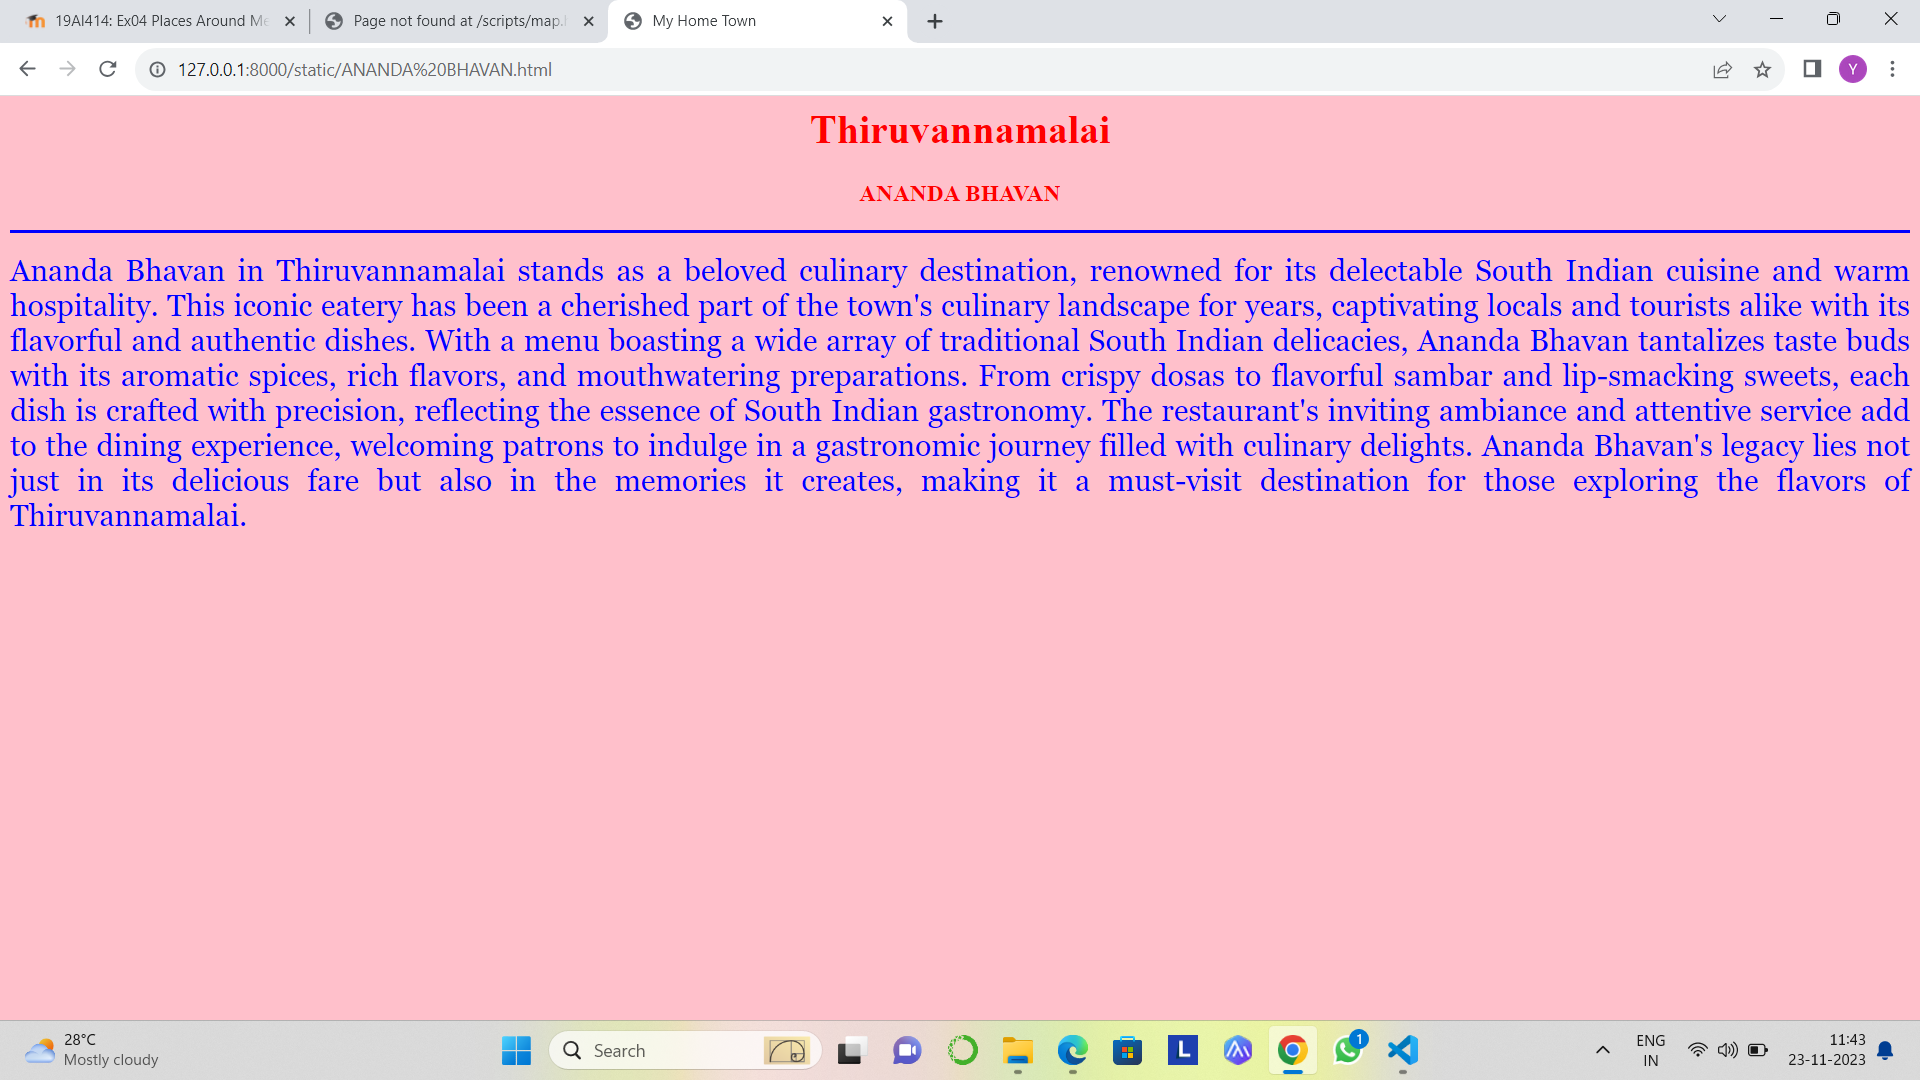 19AI414: Ex04 Places Around Me
Page not found at /scripts/map.
My Home Town
127.0.0.1:8000/static/ANANDA%20BHAVAN.html
Y
Thiruvannamalai
ANANDA BHAVAN
Ananda Bhavan in Thiruvannamalai stands as a beloved culinary destination, renowned for its delectable South Indian cuisine and warm
hospitality. This iconic eatery has been a cherished part of the town's culinary landscape for years, captivating locals and tourists alike with its
flavorful and authentic dishes. With a menu boasting a wide array of traditional South Indian delicacies, Ananda Bhavan tantalizes taste buds
with its aromatic spices, rich flavors, and mouthwatering preparations. From crispy dosas to flavorful sambar and lip-smacking sweets, each
dish is crafted with precision, reflecting the essence of South Indian gastronomy. The restaurant's inviting ambiance and attentive service add
to the dining experience, welcoming patrons to indulge in a gastronomic journey filled with culinary delights. Ananda Bhavan's legacy lies not
just in its delicious fare but also in the memories it creates, making it a must-visit destination for those exploring the flavors of
Thiruvannamalai.
28°C
Mostly cloudy
Search
L
1
ENG
IN
11:43
23-11-2023